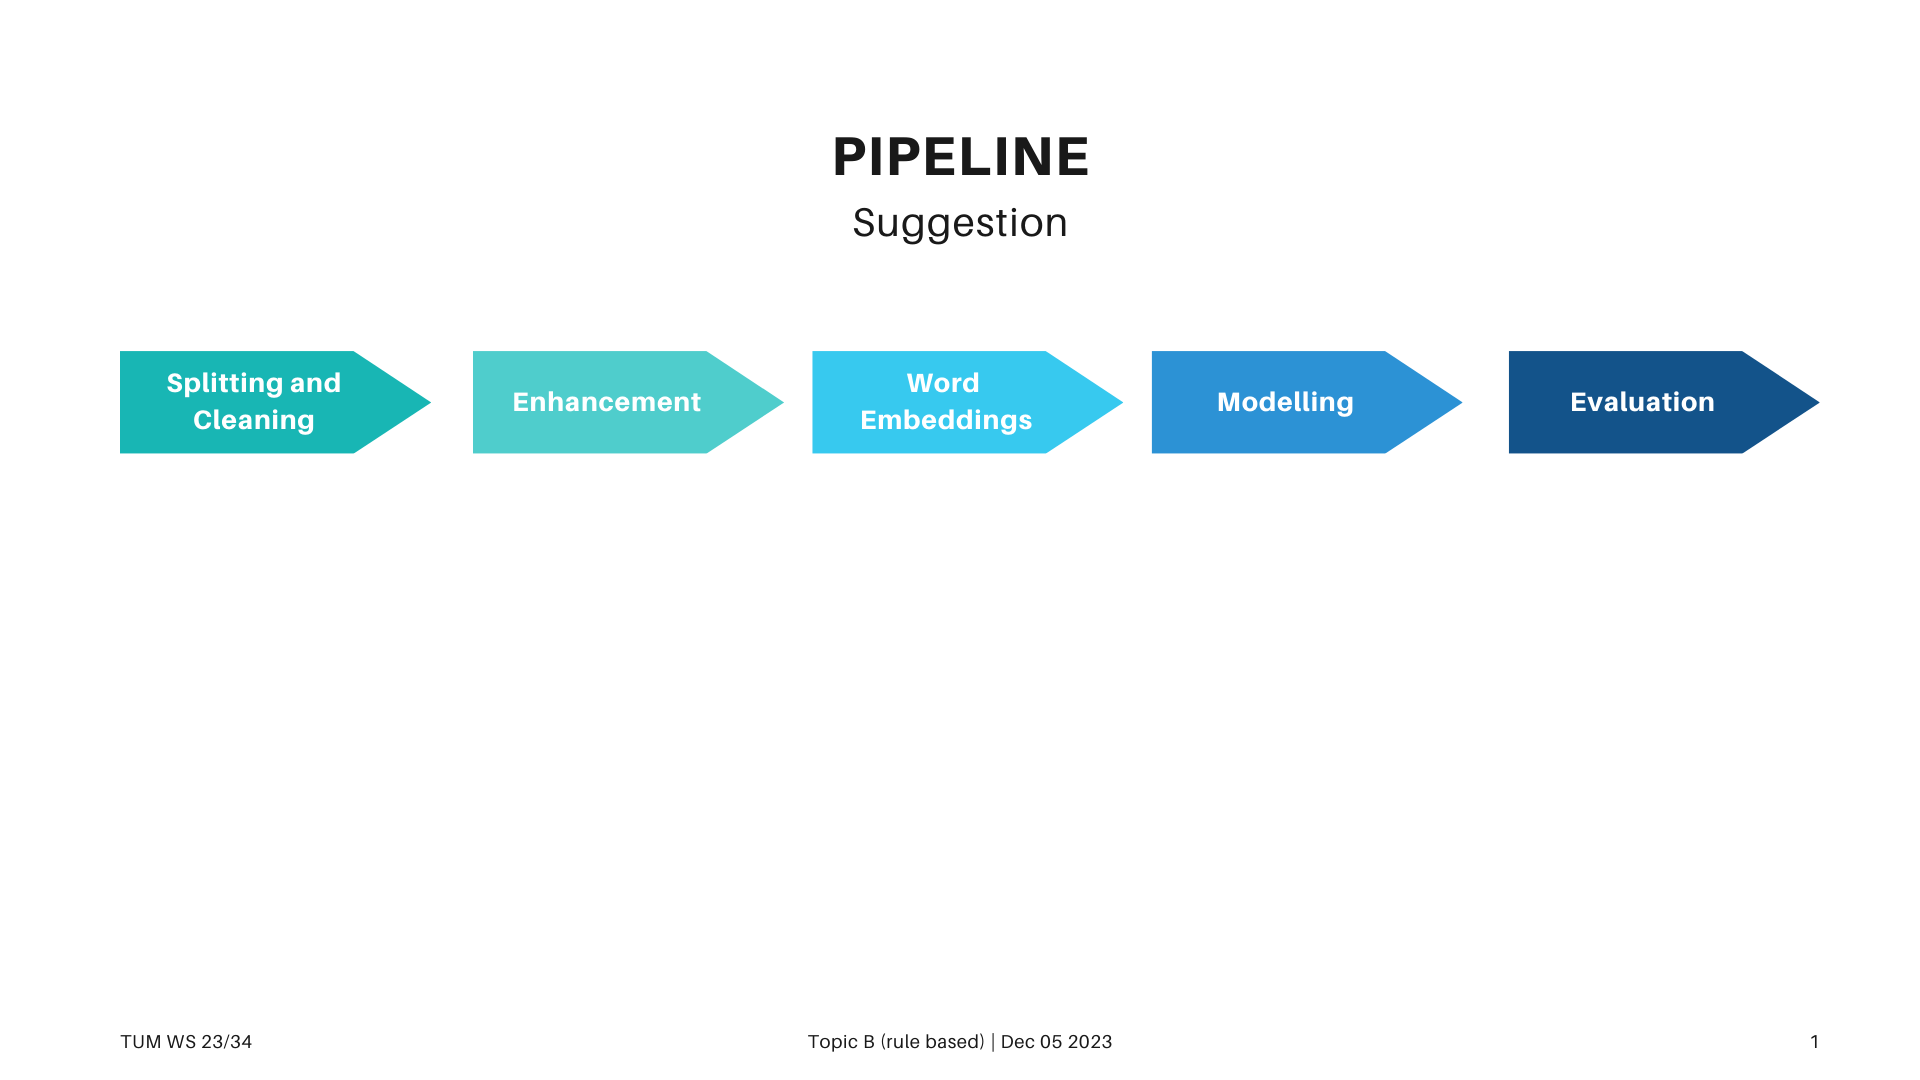 PIPELINE
Suggestion
Splitting and
Cleaning
Enhancement
Word
Embeddings
Modelling
Evaluation
TUM WS 23/34
Topic B (rule based) | Dec 05 2023
1